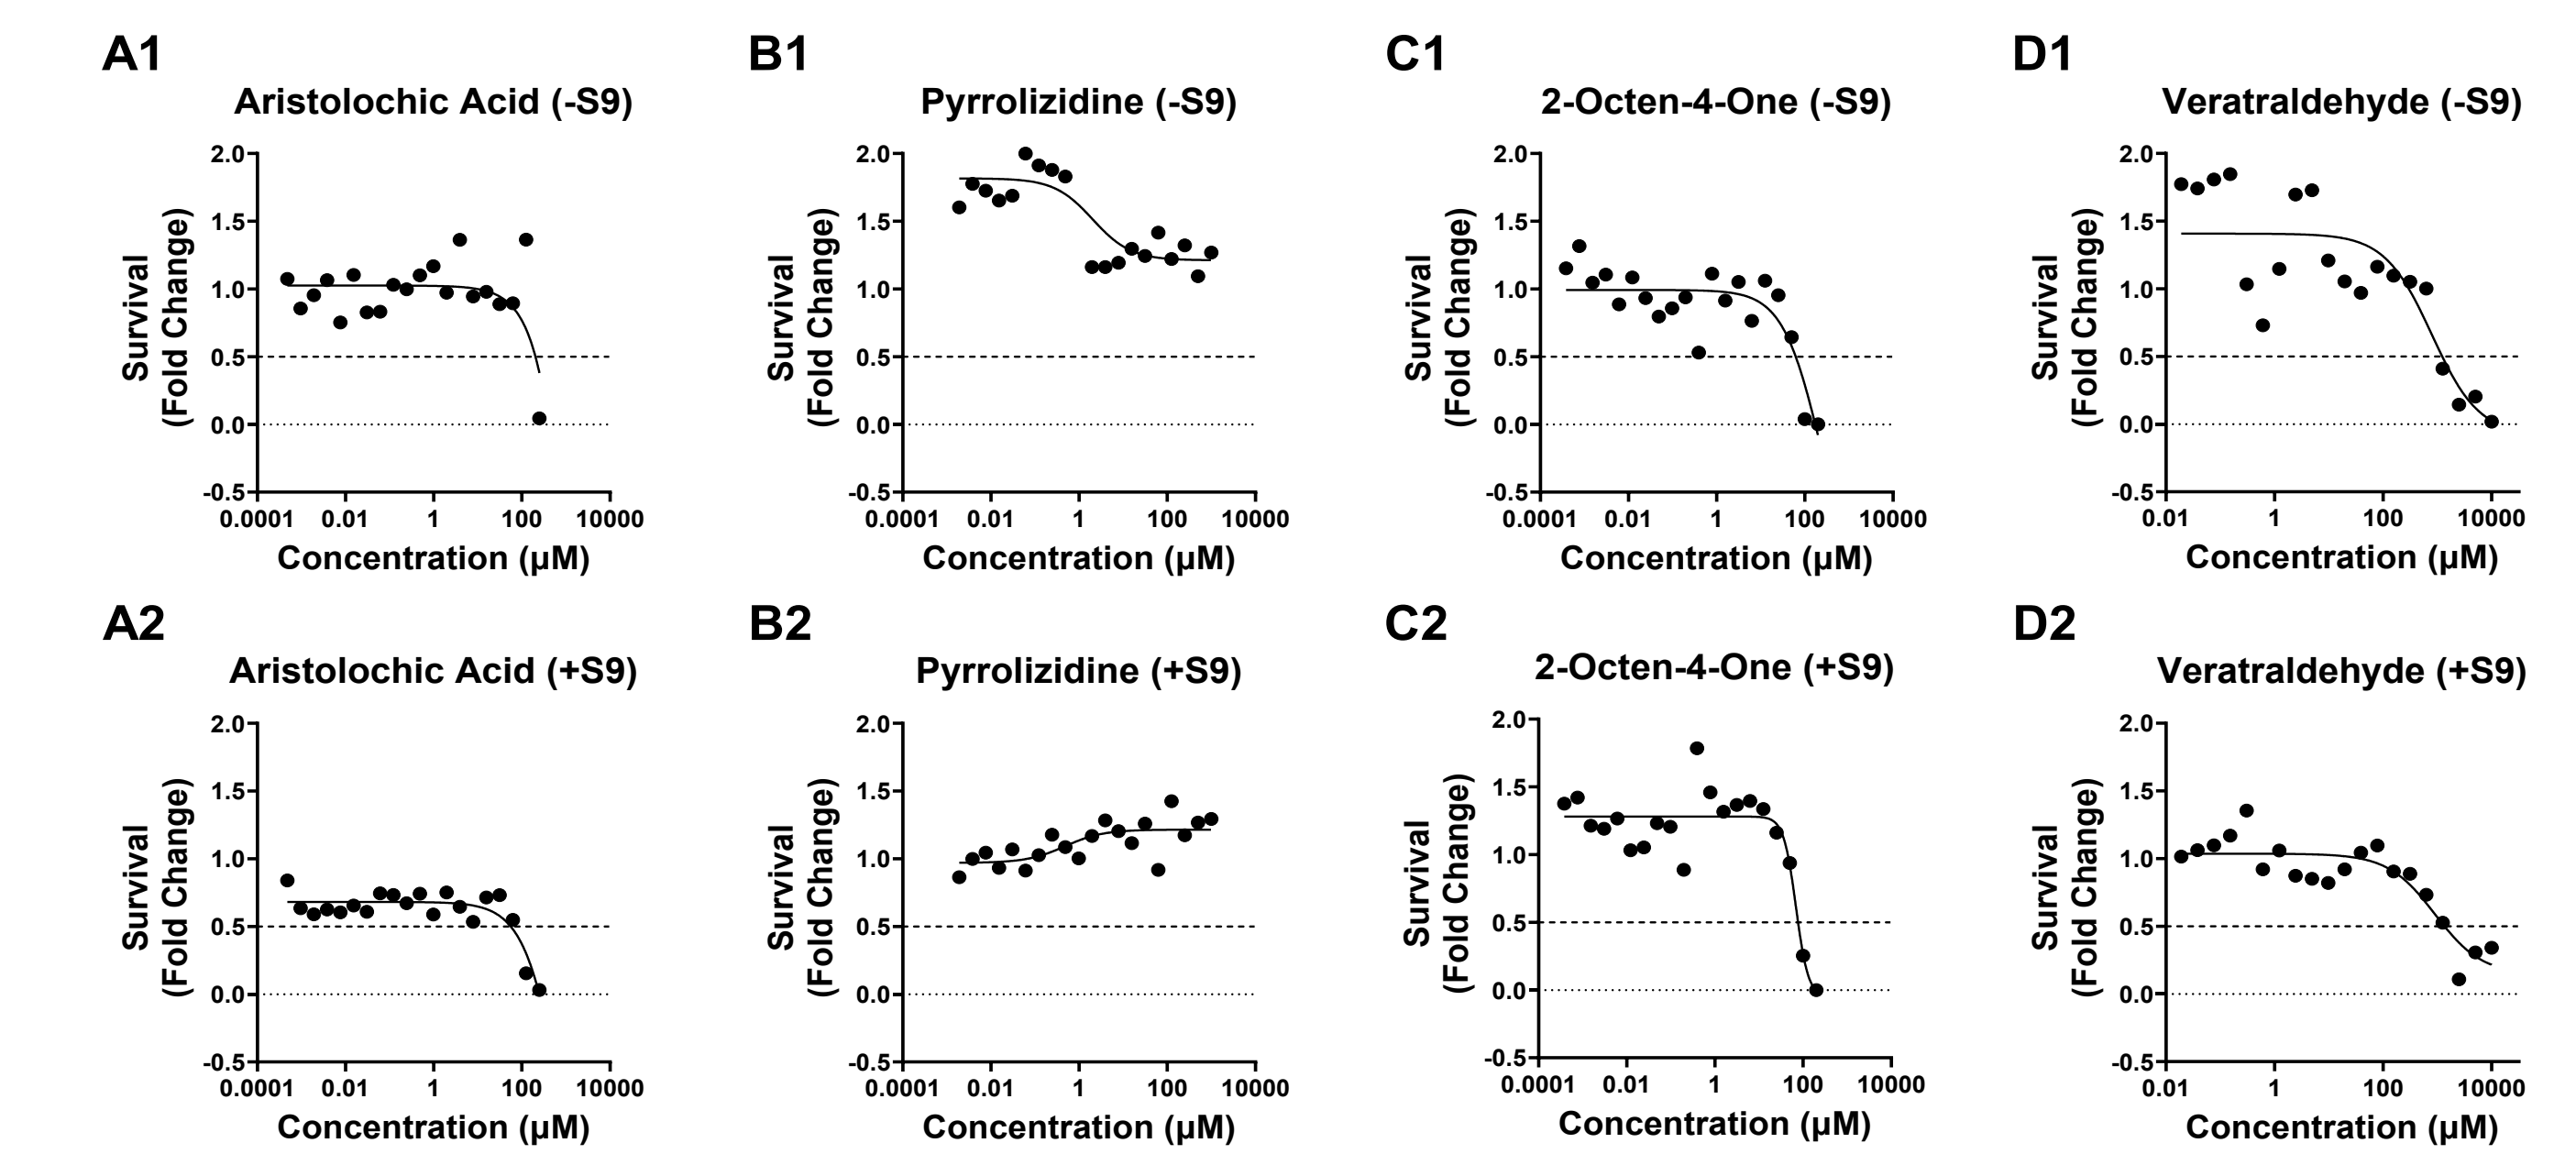 A1
Aristolochic Acid (-S9)
Survival
(Fold Change)
2.0
1.5
1.0
0.5
0.0
-0.5
0.0001 0.01 1 100 10000
Concentration (µM)
B1
Pyrrolizidine (-S9)
Survival
(Fold Change)
2.0
1.5
1.0
0.5
0.0
-0.5
0.0001 0.01 1 100 10000
Concentration (µM)
C1
2-Octen-4-One (-S9)
Survival
(Fold Change)
2.0
1.5
1.0
0.5
0.0
-0.5
0.0001 0.01 1 100 10000
Concentration (µM)
D1
Veratraldehyde (-S9)
Survival
(Fold Change)
2.0
1.5
1.0
0.5
0.0
-0.5
0.01 1 100 10000
Concentration (µM)
A2
Aristolochic Acid (+S9)
Survival
(Fold Change)
2.0
1.5
1.0
0.5
0.0
-0.5
0.0001 0.01 1 100 10000
Concentration (µM)
B2
Pyrrolizidine (+S9)
Survival
(Fold Change)
2.0
1.5
1.0
0.5
0.0
-0.5
0.0001 0.01 1 100 10000
Concentration (µM)
C2
2-Octen-4-One (+S9)
Survival
(Fold Change)
2.0
1.5
1.0
0.5
0.0
-0.5
0.0001 0.01 1 100 10000
Concentration (µM)
D2
Veratraldehyde (+S9)
Survival
(Fold Change)
2.0
1.5
1.0
0.5
0.0
-0.5
0.01 1 100 10000
Concentration (µM)